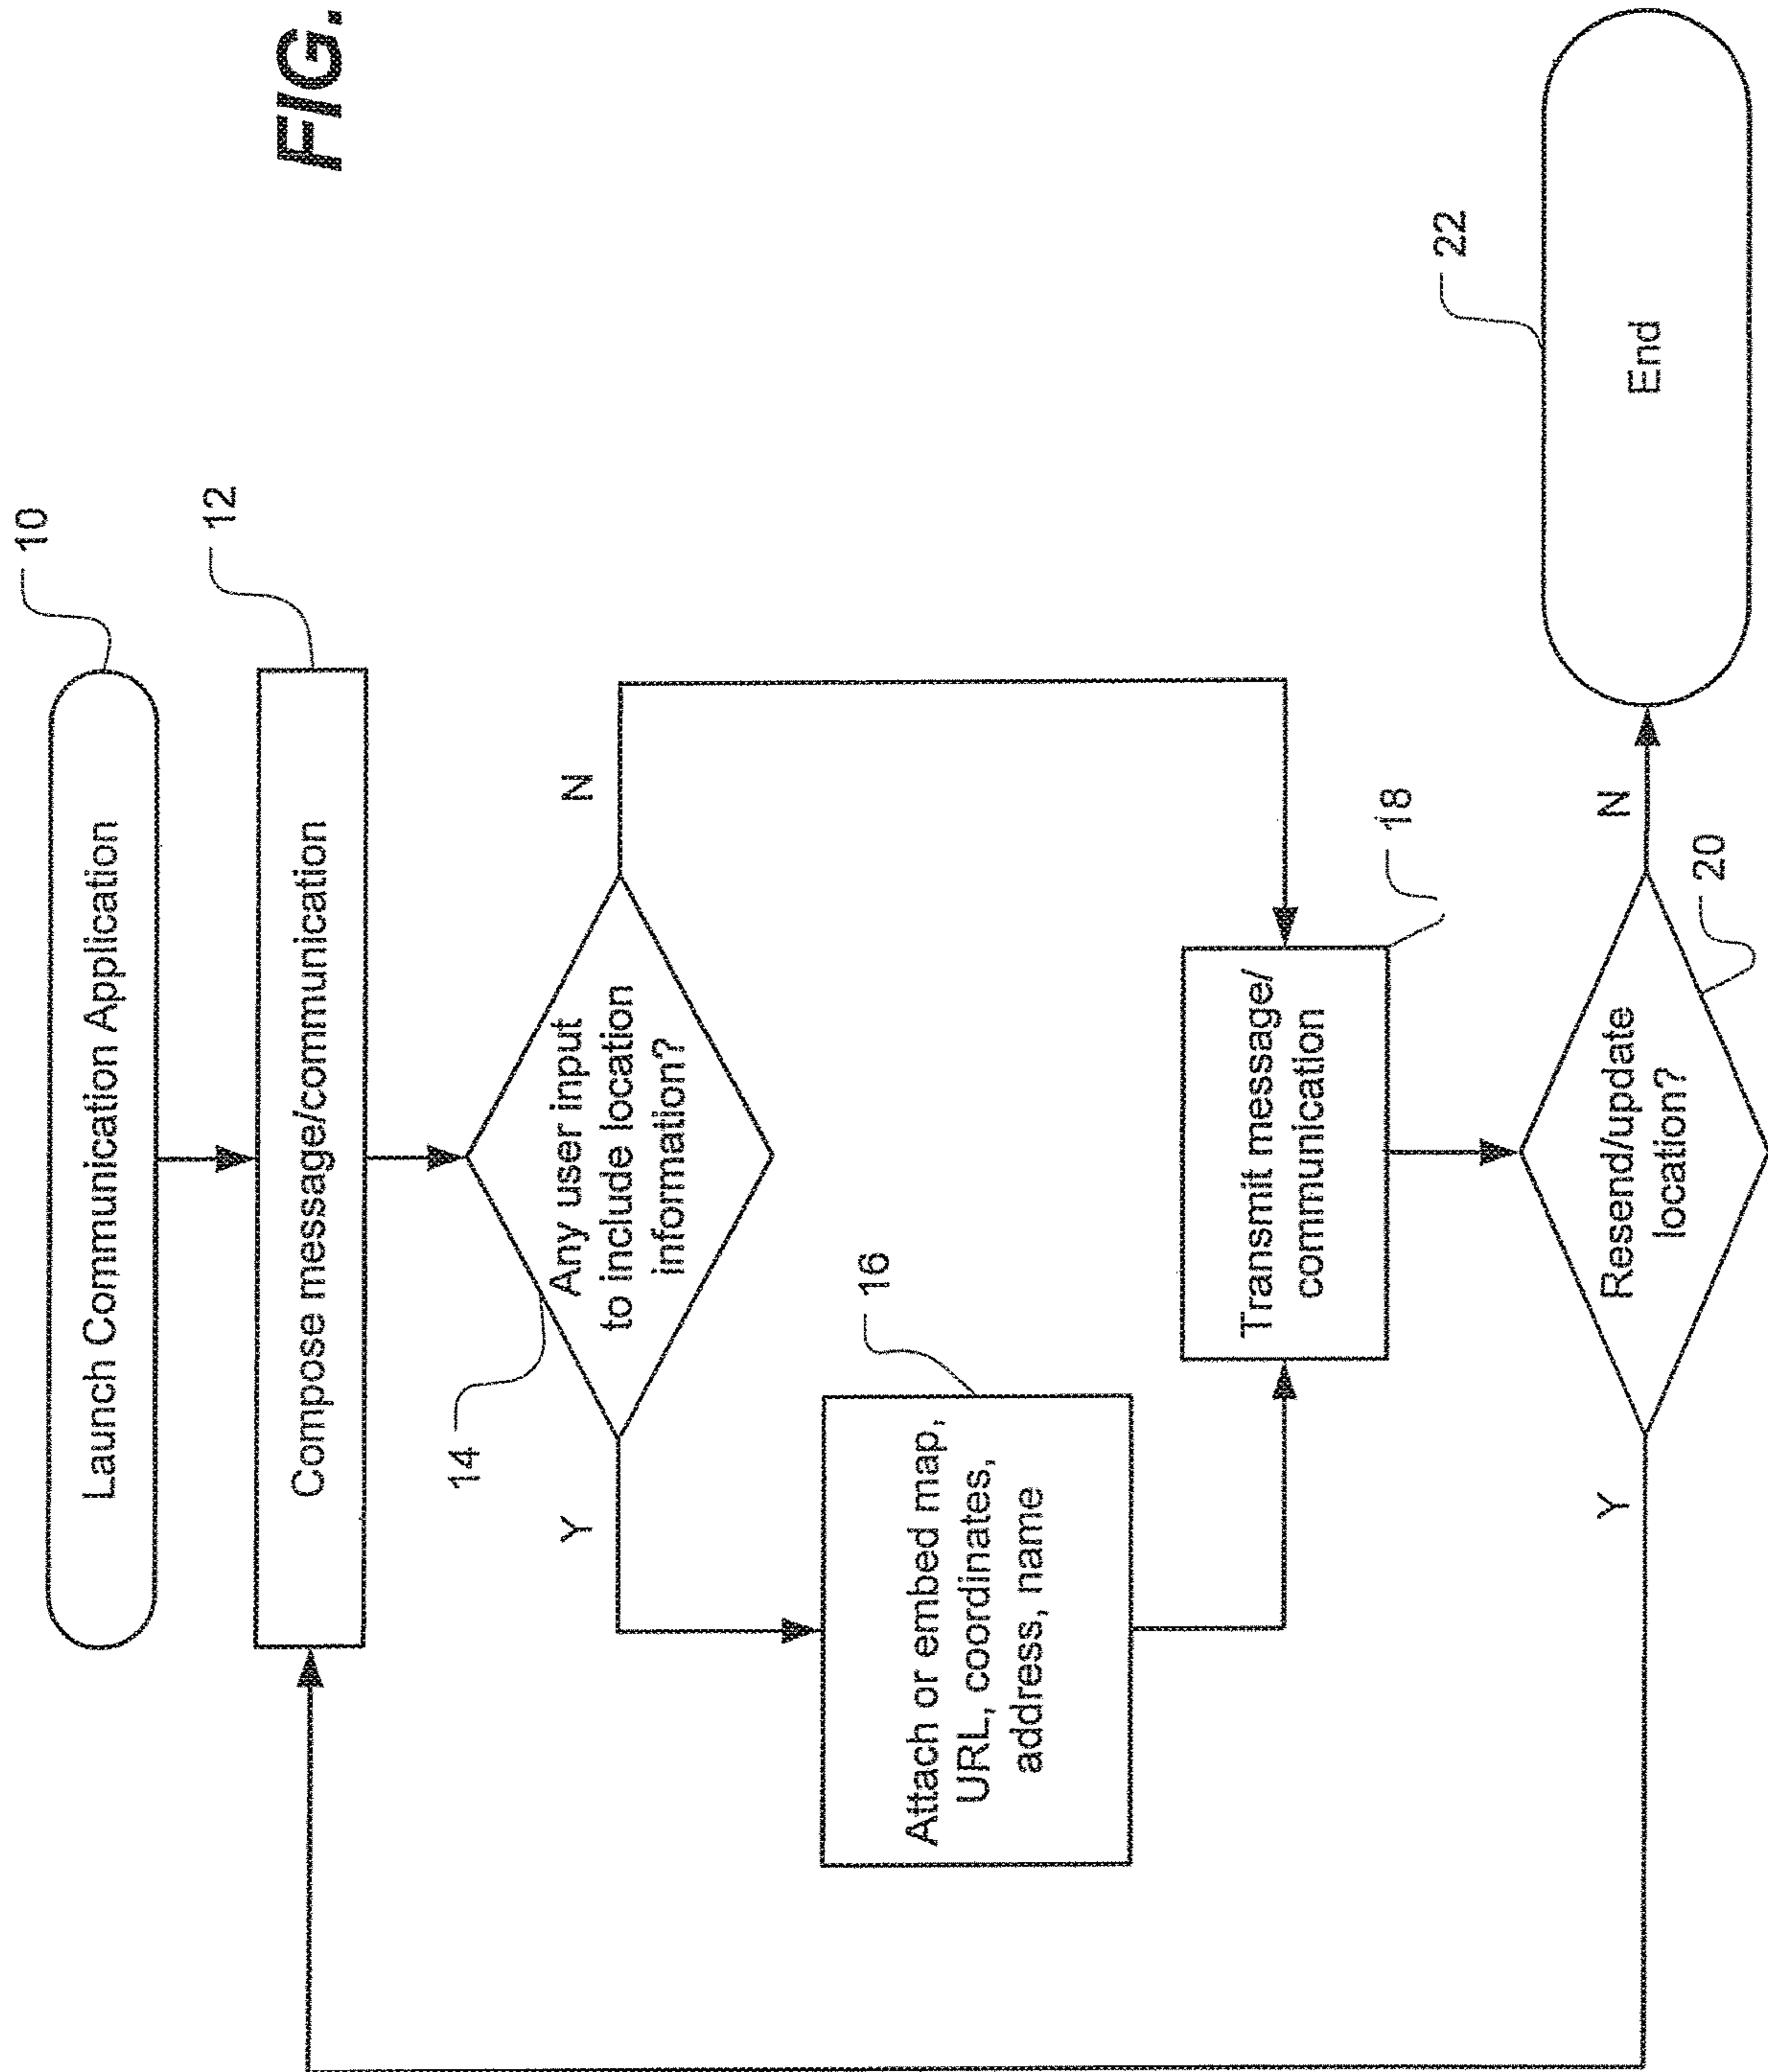 FIG.
10
Launch Communication Application
12
Compose message/communication
14
Any user input
to include location
information?
Y
N
16
Attach or embed map,
URL, coordinates,
address, name
18
Transmit message/
communication
20
Resend/update
location?
Y
N
22
End